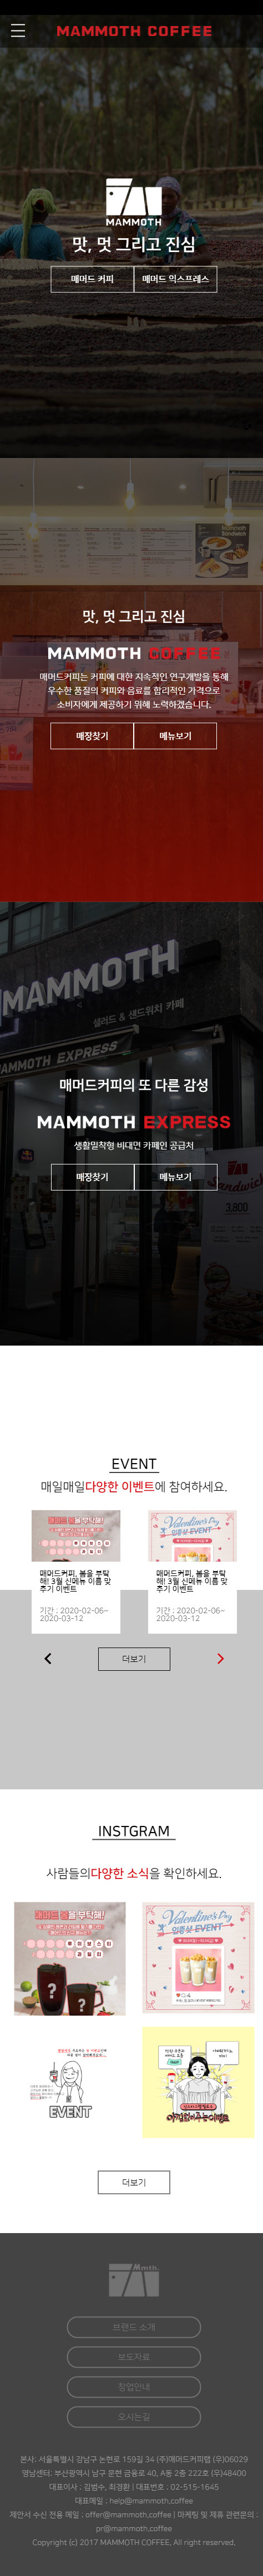 MAMMOTH COFFEE
MAMMOTH
맛, 멋 그리고 진심
매머드 커피
매머드 익스프레스
맛, 멋 그리고 진심
MAMMOTH COFFEE
매머드커피는 커피에 대한 지속적인 연구개발을 통해
우수한 품질의 커피와 음료를 합리적인 가격으로
소비자에게 제공하기 위해 노력하겠습니다.
매장찾기
메뉴보기
MAMMOTH
샐러드 & 샌드위치 카페
MAMMOTH EXPRESS
매머드커피의 또 다른 감성
MAMMOTH EXPRESS
생활밀착형 비대면 카페인 공급처
매장찾기
메뉴보기
Sandwich
3,800
EVENT
매일매일다양한 이벤트에 참여하세요.
Valentine's Day
매머드커피, 봄을 부탁
해! 3월 신메뉴 이름 맞
추기 이벤트
기간 : 2020-02-06~
2020-03-12
매머드커피, 봄을 부탁
해! 3월 신메뉴 이름 맞
추기 이벤트
기간 : 2020-02-06~
2020-03-12
더보기
INSTGRAM
사람들의다양한 소식을 확인하세요.
Valentine's Day
EVENT
더보기
브랜드 소개
보도자료
창업안내
오시는길
본사: 서울특별시 강남구 논현로 159길 34 (주)매머드커피랩 (우)06029
영남센터: 부산광역시 남구 문현 금융로 40, A동 2층 222호 (우)48400
대표이사 : 김범수, 최경환 | 대표번호 : 02-515-1645
대표메일 : help@mammoth.coffee
제안서 수신 전용 메일 : offer@mammoth.coffee | 마케팅 및 제휴 관련문의 :
pr@mammoth.coffee
Copyright (c) 2017 MAMMOTH COFFEE, All right reserved.